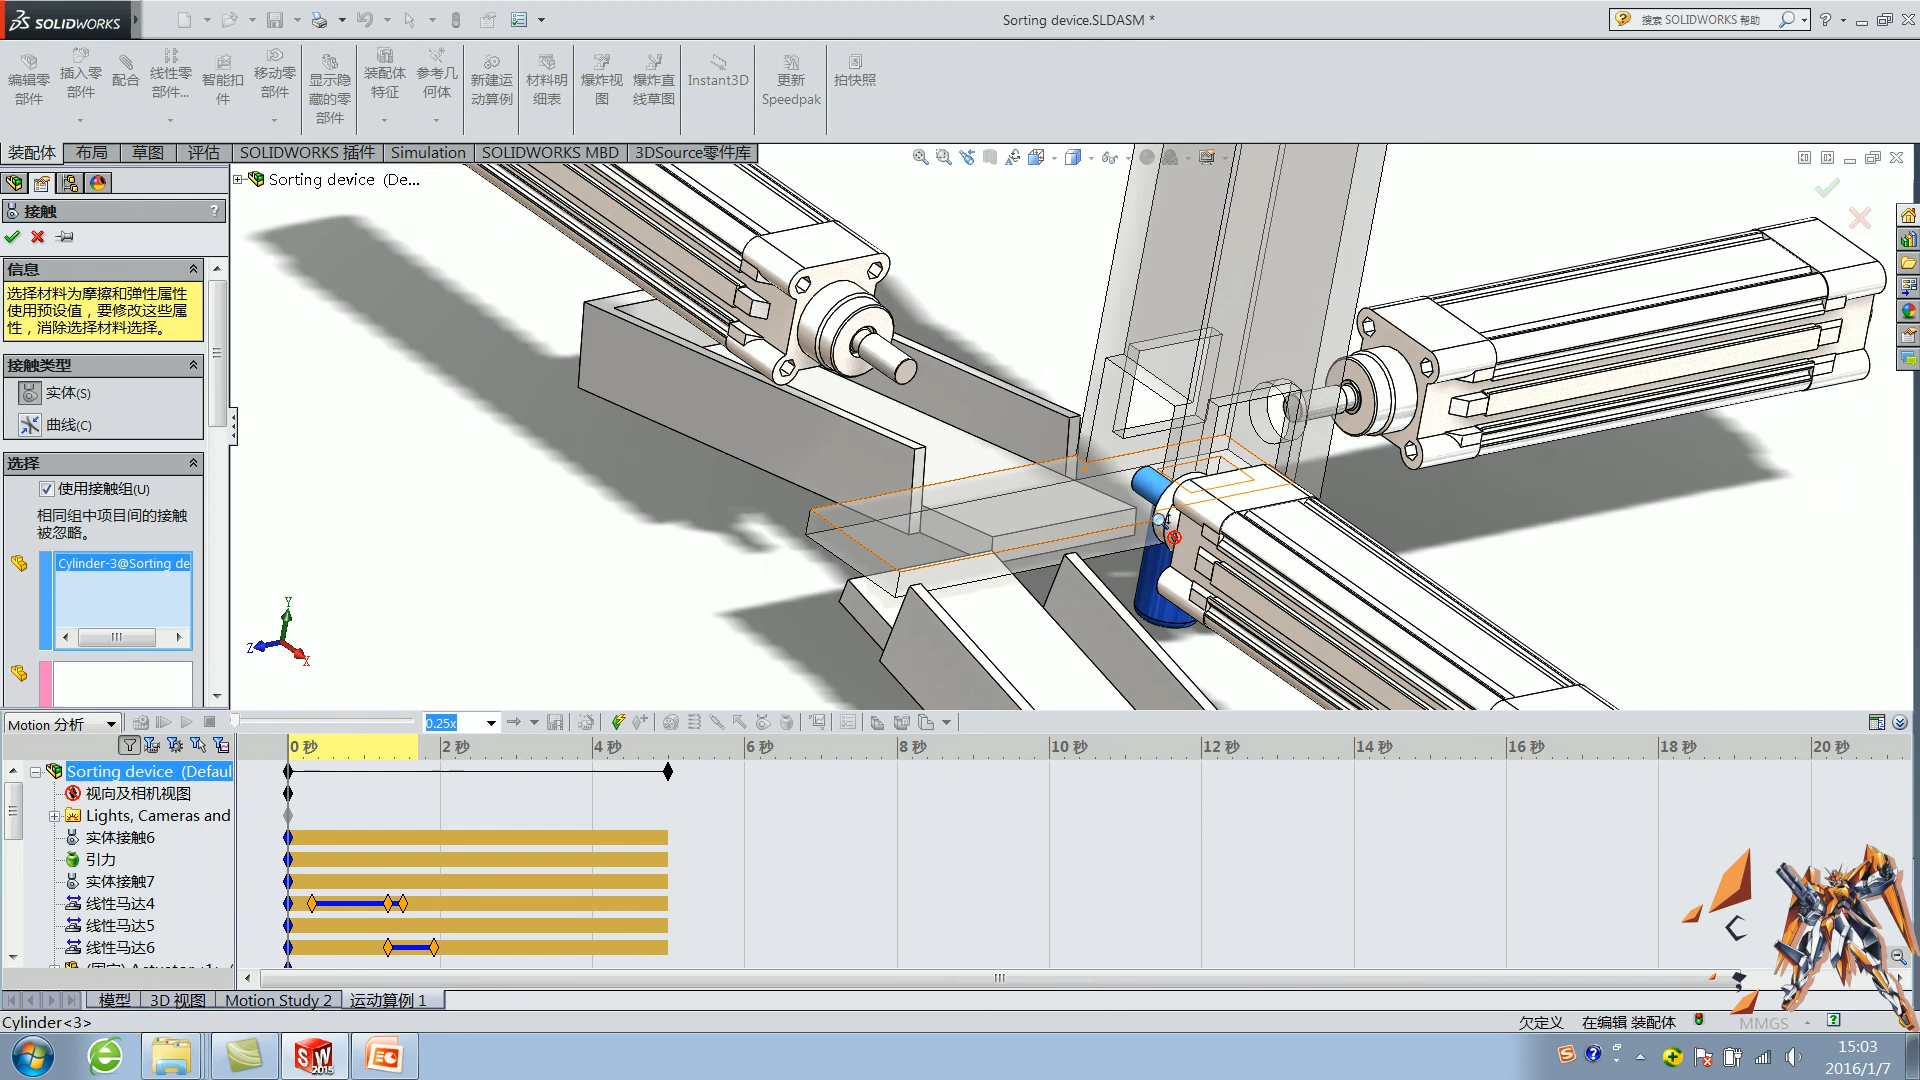 SOLIDWORKS
Sorting device.SLDASM *
搜索 SOLIDWORKS 帮助
编辑零部件
插入零部件
配合
线性零部件...
智能扣件
移动零部件
显示隐藏的零部件
装配体特征
参考几何体
新建运动算例
材料明细表
爆炸视图
爆炸直线草图
Instant3D
更新 Speedpak
拍快照
装配体
布局
草图
评估
SOLIDWORKS 插件
Simulation
SOLIDWORKS MBD
3DSource零件库
Sorting device (De...
接触
?
信息
选择材料为摩擦和弹性属性
使用预设值，要修改这些属
性，消除选择材料选择。
接触类型
实体(S)
曲线(C)
选择
使用接触组(U)
相同组中项目间的接触
被忽略。
Cylinder-3@Sorting de
Y
Z
X
Motion 分析
0.25x
0 秒
2 秒
4 秒
6 秒
8 秒
10 秒
12 秒
14 秒
16 秒
18 秒
20 秒
Sorting device (Defaul
视向及相机视图
Lights, Cameras and
实体接触6
引力
实体接触7
线性马达4
线性马达5
线性马达6
模型
3D 视图
Motion Study 2
运动算例 1
Cylinder<3>
欠定义
在编辑 装配体
MMGS
SW
2015
15:03
2016/1/7